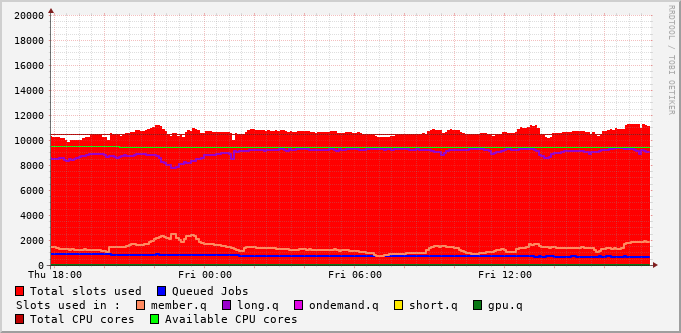 RRDTOOL / TOBI OETIKER
20000
18000
16000
14000
12000
10000
8000
6000
4000
2000
0
Thu 18:00 Fri 00:00 Fri 06:00 Fri 12:00
Total slots used Queued Jobs
Slots used in : member.q long.q ondemand.q short.q gpu.q
Total CPU cores Available CPU cores